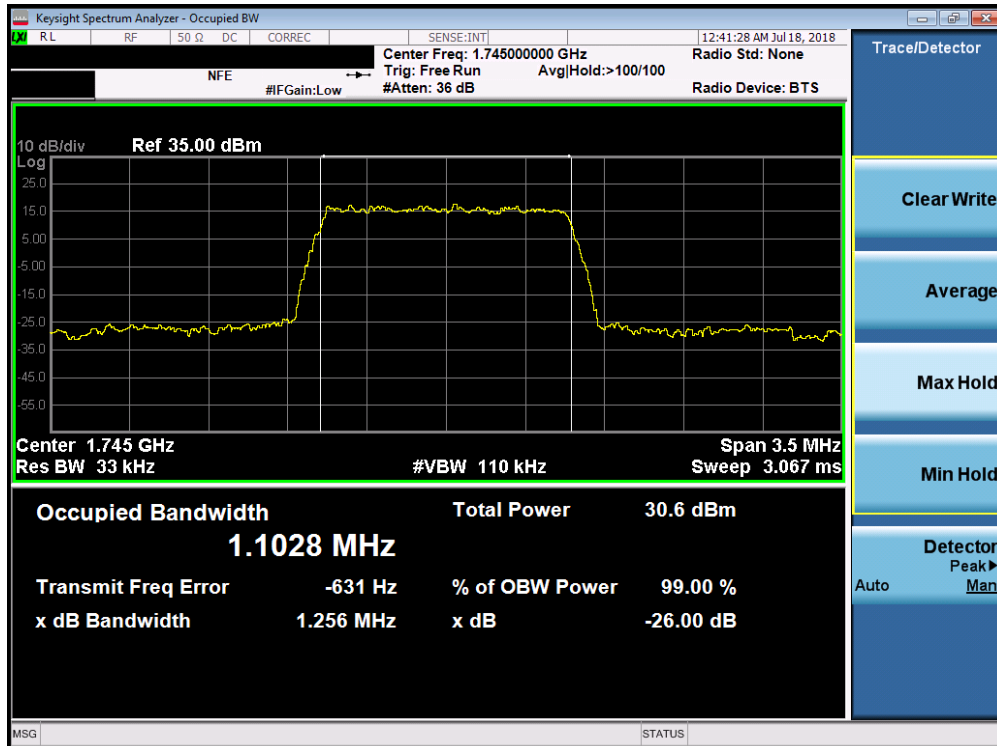 Keysight Spectrum Analyzer - Occupied BW
LXI RL RF 50 Ω DC CORREC SENSE:INT 12:41:28 AM Jul 18, 2018
Center Freq: 1.745000000 GHz Radio Std: None
NFE Trig: Free Run Avg|Hold:>100/100
#IFGain:Low #Atten: 36 dB Radio Device: BTS
Trace/Detector
10 dB/div Ref 35.00 dBm
Log
25.0
15.0
5.00
-5.00
-15.0
-25.0
-35.0
-45.0
-55.0
Center 1.745 GHz Span 3.5 MHz
Res BW 33 kHz #VBW 110 kHz Sweep 3.067 ms
Occupied Bandwidth Total Power 30.6 dBm
1.1028 MHz
Transmit Freq Error -631 Hz % of OBW Power 99.00 %
x dB Bandwidth 1.256 MHz x dB -26.00 dB
Clear Write
Average
Max Hold
Min Hold
Detector
Peak▶
Auto Man
MSG STATUS